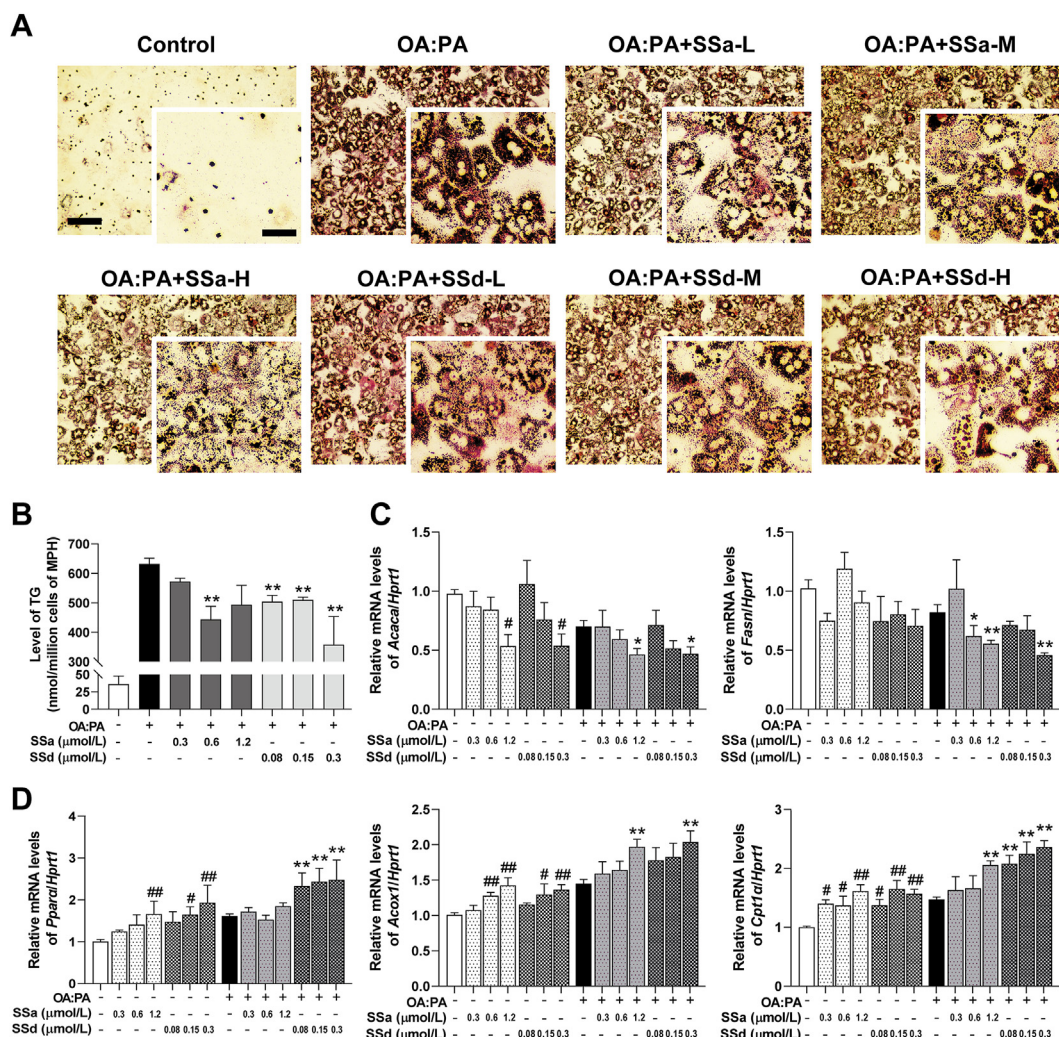 A
Control
OA:PA
OA:PA+SSa-L
OA:PA+SSa-M
OA:PA+SSa-H
OA:PA+SSd-L
OA:PA+SSd-M
OA:PA+SSd-H
B
Level of TG
(nmol/million cells of MPH)
700
600
500
400
300
50
25
0
** ** ** **
OA:PA - + + + + + + +
SSa (μmol/L) - - 0.3 0.6 1.2 - - -
SSd (μmol/L) - - - - - 0.08 0.15 0.3
C
Relative mRNA levels
of Acaca/Hprt1
1.5
1.0
0.5
0.0
# # * *
OA:PA - - - - - - - + + + + + + +
SSa (μmol/L) - 0.3 0.6 1.2 - - - - 0.3 0.6 1.2 - - -
SSd (μmol/L) - - - - 0.08 0.15 0.3 - - - - 0.08 0.15 0.3
Relative mRNA levels
of Fasn/Hprt1
1.5
1.0
0.5
0.0
* ** **
OA:PA - - - - - - - + + + + + + +
SSa (μmol/L) - 0.3 0.6 1.2 - - - - 0.3 0.6 1.2 - - -
SSd (μmol/L) - - - - 0.08 0.15 0.3 - - - - 0.08 0.15 0.3
D
Relative mRNA levels
of Pparα/Hprt1
4
3
2
1
0
## # ## ** ** **
OA:PA - - - - - - - + + + + + + +
SSa (μmol/L) - 0.3 0.6 1.2 - - - - 0.3 0.6 1.2 - - -
SSd (μmol/L) - - - - 0.08 0.15 0.3 - - - - 0.08 0.15 0.3
Relative mRNA levels
of Acox1/Hprt1
2.5
2.0
1.5
1.0
0.5
0.0
## ## # ## ** **
OA:PA - - - - - - - + + + + + + +
SSa (μmol/L) - 0.3 0.6 1.2 - - - - 0.3 0.6 1.2 - - -
SSd (μmol/L) - - - - 0.08 0.15 0.3 - - - - 0.08 0.15 0.3
Relative mRNA levels
of Cpt1α/Hprt1
3
2
1
0
# # ## # ## ## ** ** ** **
OA:PA - - - - - - - + + + + + + +
SSa (μmol/L) - 0.3 0.6 1.2 - - - - 0.3 0.6 1.2 - - -
SSd (μmol/L) - - - - 0.08 0.15 0.3 - - - - 0.08 0.15 0.3